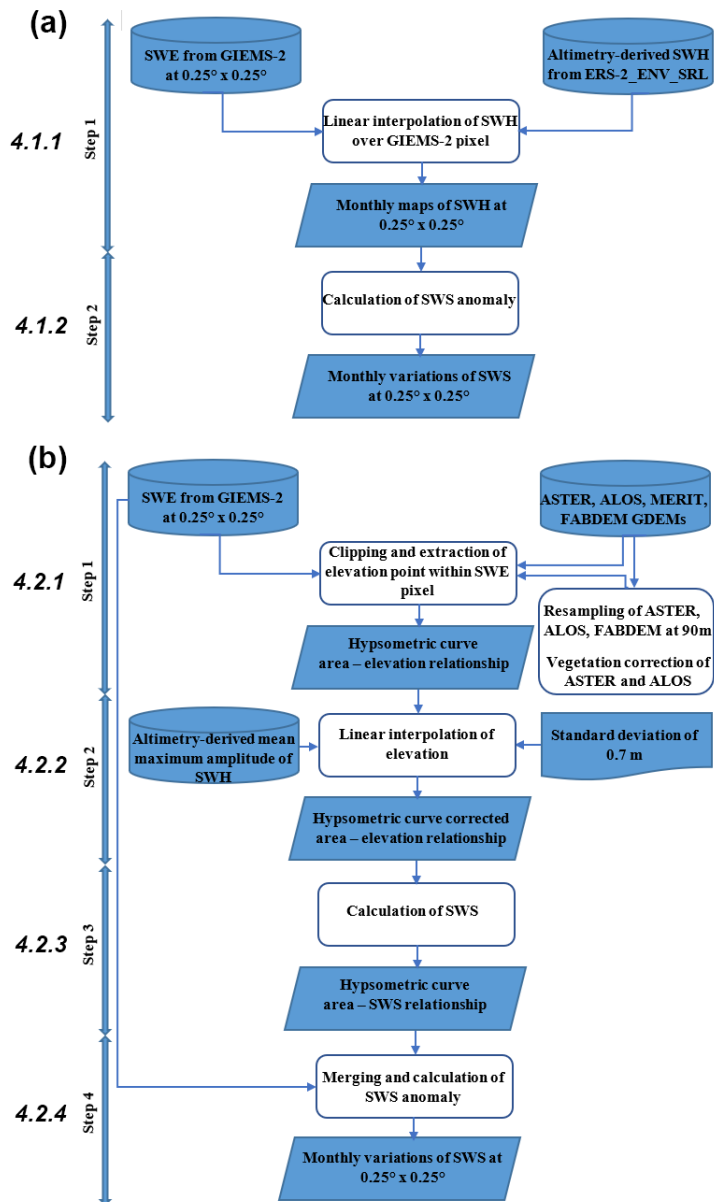 (a)
SWE from GIEMS-2
at 0.25° x 0.25°
Altimetry-derived SWH
from ERS-2_ENV_SRL
4.1.1
Step 1
Linear interpolation of SWH
over GIEMS-2 pixel
Monthly maps of SWH at
0.25° x 0.25°
4.1.2
Step 2
Calculation of SWS anomaly
Monthly variations of SWS
at 0.25° x 0.25°
(b)
SWE from GIEMS-2
at 0.25° x 0.25°
ASTER, ALOS, MERIT,
FABDEM GDEMs
4.2.1
Step 1
Clipping and extraction of
elevation point within SWE
pixel
Resampling of ASTER,
ALOS, FABDEM at 90m
Vegetation correction of
ASTER and ALOS
Hypsometric curve
area – elevation relationship
4.2.2
Step 2
Altimetry-derived mean
maximum amplitude of
SWH
Linear interpolation of
elevation
Standard deviation of
0.7 m
Hypsometric curve corrected
area – elevation relationship
4.2.3
Step 3
Calculation of SWS
Hypsometric curve
area – SWS relationship
4.2.4
Step 4
Merging and calculation of
SWS anomaly
Monthly variations of SWS at
0.25° x 0.25°